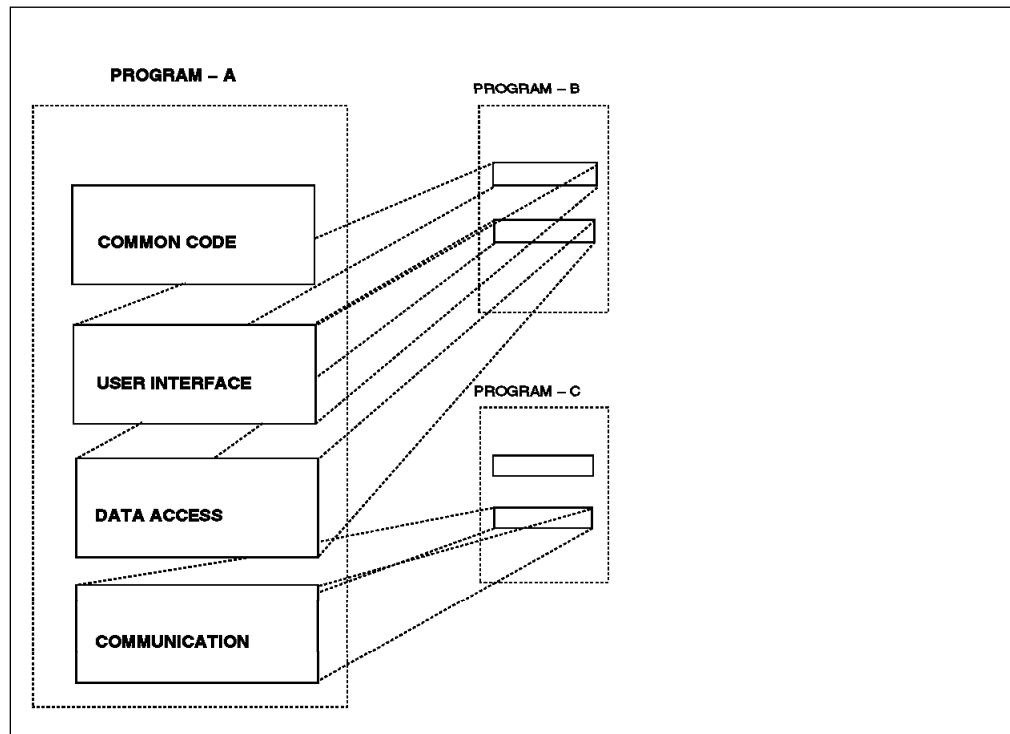 PROGRAM – A
PROGRAM – B
COMMON CODE
USER INTERFACE
PROGRAM – C
DATA ACCESS
COMMUNICATION